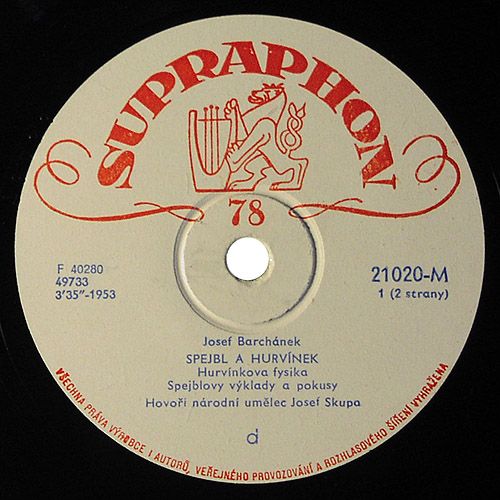 SUPRAPHON
78
F 40280
49733
3'35"-1953
21020-M
1 (2 strany)
Josef Barchánek
SPEJBL A HURVÍNEK
Hurvínkova fysika
Spejblovy výklady a pokusy
Hovoří národní umělec Josef Skupa
d
VŠECHNA PRÁVA VÝROBCE I AUTORŮ, VEŘEJNÉHO PROVOZOVÁNÍ A ROZHLASOVÉHO ŠÍŘENÍ VYHRAŽENA